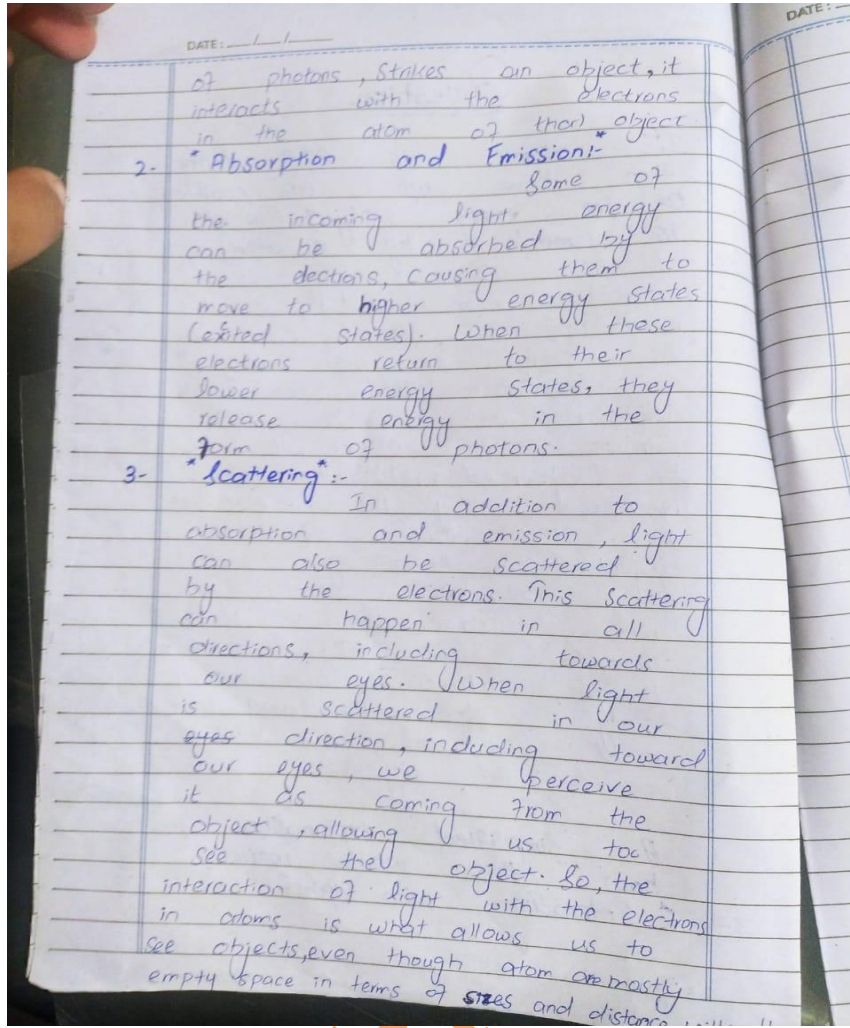 DATE: __/__/__
DATE:
of photons, Strikes an object, it
interacts with the electrons
in the atom of that object
2- *Absorption and Emission:-*
Some of
the incoming light energy
can be absorbed by
the electrons, causing them to
move to higher energy states
(exited states). When these
electrons return to their
lower energy states, they
release energy in the
form of photons.
3- *Scattering*:-
In addition to
absorption and emission, light
can also be scattered
by the electrons. This Scattering
can happen in all
directions, including towards
our eyes. When light
is scattered in our
eyes direction, including toward
our eyes, we perceive
it as coming from the
object, allowing us to
see the object. So, the
interaction of light with the electrons
in atoms is what allows us to
see objects, even though atom are mostly
empty space in terms of sizes and distance